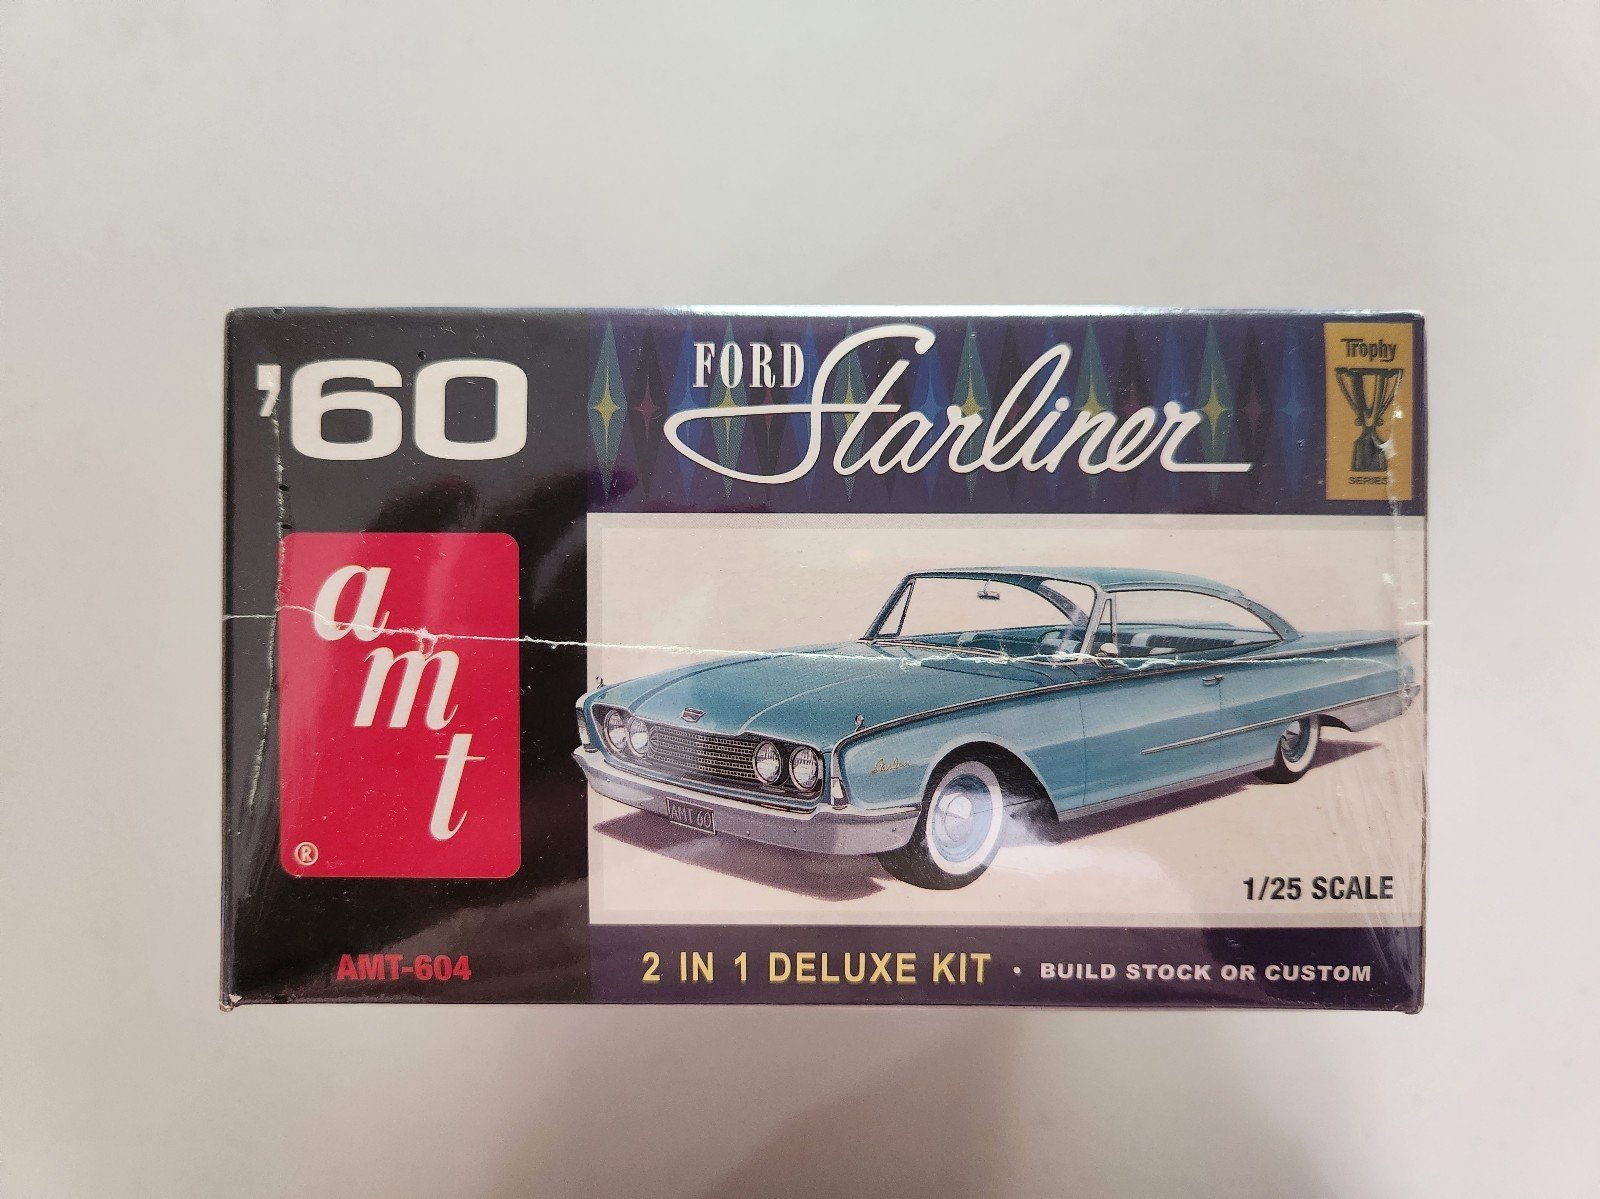 '60
FORD Starliner
Trophy
SERIES
amt
®
Starliner
AMT 60
1/25 SCALE
AMT-604
2 IN 1 DELUXE KIT • BUILD STOCK OR CUSTOM